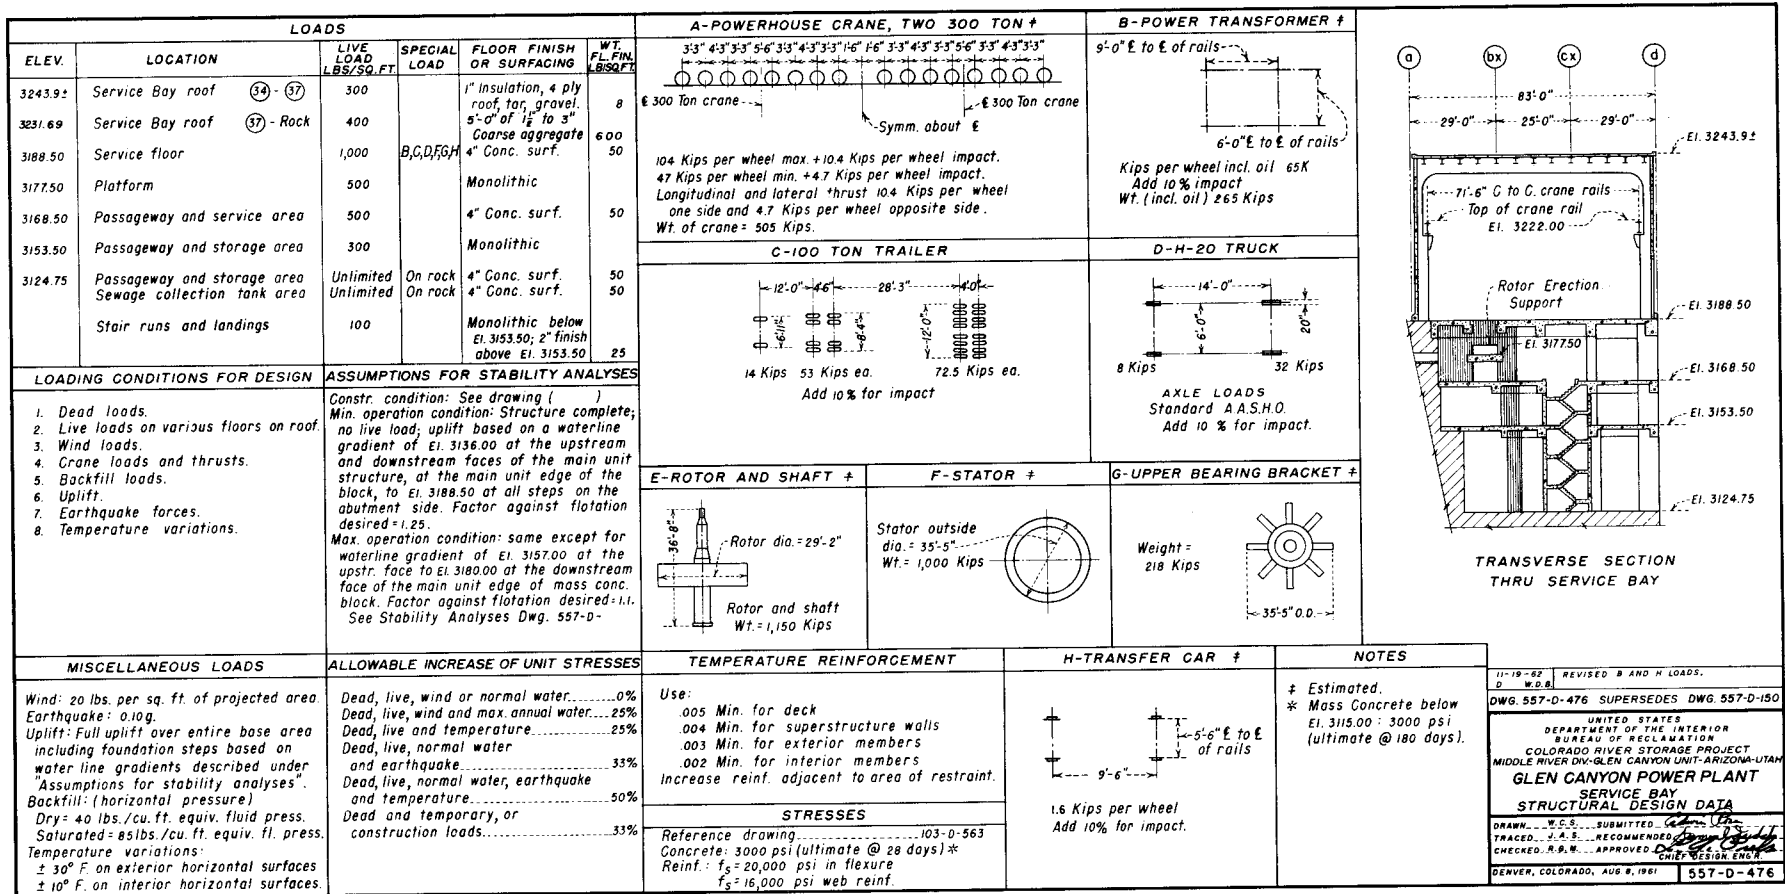 LOADS
ELEV.
LOCATION
LIVE LOAD LBS/SQ.FT.
SPECIAL LOAD
FLOOR FINISH OR SURFACING
WT. FL.FIN. LB/SQ.FT.
3243.9± Service Bay roof (34)-(37) 300 1" Insulation, 4 ply
roof, tar, gravel. 8
3231.69 Service Bay roof (37)-Rock 400 5'-0" of 1½" to 3"
Coarse aggregate 600
3188.50 Service floor 1,000 B,C,D,F,G,H 4" Conc. surf. 50
3177.50 Platform 500 Monolithic
3168.50 Passageway and service area 500 4" Conc. surf. 50
3153.50 Passageway and storage area 300 Monolithic
3124.75 Passageway and storage area Unlimited On rock 4" Conc. surf. 50
Sewage collection tank area Unlimited On rock 4" Conc. surf. 50
Stair runs and landings 100 Monolithic below
El. 3153.50; 2" finish
above El. 3153.50 25
LOADING CONDITIONS FOR DESIGN
1. Dead loads.
2. Live loads on various floors on roof.
3. Wind loads.
4. Crane loads and thrusts.
5. Backfill loads.
6. Uplift.
7. Earthquake forces.
8. Temperature variations.
ASSUMPTIONS FOR STABILITY ANALYSES
Constr. condition: See drawing ( )
Min. operation condition: Structure complete;
no live load; uplift based on a waterline
gradient of El. 3136.00 at the upstream
and downstream faces of the main unit
structure, at the main unit edge of the
block, to El. 3188.50 at all steps on the
abutment side. Factor against flotation
desired = 1.25.
Max. operation condition: same except for
waterline gradient of El. 3157.00 at the
upstr. face to El. 3180.00 at the downstream
face of the main unit edge of mass conc.
block. Factor against flotation desired=1.1.
See Stability Analyses Dwg. 557-D-
MISCELLANEOUS LOADS
Wind: 20 lbs. per sq. ft. of projected area.
Earthquake: 0.10g.
Uplift: Full uplift over entire base area
including foundation steps based on
water line gradients described under
"Assumptions for stability analyses".
Backfill: (horizontal pressure)
Dry= 40 lbs./cu. ft. equiv. fluid press.
Saturated = 85 lbs./cu. ft. equiv. fl. press.
Temperature variations:
± 30° F. on exterior horizontal surfaces
± 10° F. on interior horizontal surfaces.
ALLOWABLE INCREASE OF UNIT STRESSES
Dead, live, wind or normal water........0%
Dead, live, wind and max. annual water....25%
Dead, live and temperature........25%
Dead, live, normal water
and earthquake........33%
Dead, live, normal water, earthquake
and temperature........50%
Dead and temporary, or
construction loads........33%
A-POWERHOUSE CRANE, TWO 300 TON ‡
3'-3" 4'-3" 3'-3" 5'-6" 3'-3" 4'-3" 3'-3" 1'-6" 1'-6" 3'-3" 4'-3" 3'-3" 5'-6" 3'-3" 4'-3" 3'-3"
℄ 300 Ton crane
℄ 300 Ton crane
Symm. about ℄
104 Kips per wheel max. + 10.4 Kips per wheel impact.
47 Kips per wheel min. + 4.7 Kips per wheel impact.
Longitudinal and lateral thrust 10.4 Kips per wheel
one side and 4.7 Kips per wheel opposite side.
Wt. of crane = 505 Kips.
B-POWER TRANSFORMER ‡
9'-0" ℄ to ℄ of rails
6'-0" ℄ to ℄ of rails
Kips per wheel incl. oil 65K
Add 10% impact
Wt. (incl. oil) 265 Kips
C-100 TON TRAILER
12'-0" 4'-6" 28'-3" 4'-0"
6'-11" 8'-4" 12'-0"
14 Kips 53 Kips ea. 72.5 Kips ea.
Add 10% for impact
D-H-20 TRUCK
14'-0"
6'-0" 20"
8 Kips 32 Kips
AXLE LOADS
Standard A.A.S.H.O.
Add 10 % for impact.
E-ROTOR AND SHAFT ‡
36'-8"
Rotor dia. = 29'-2"
Rotor and shaft
Wt. = 1,150 Kips
F-STATOR ‡
Stator outside
dia. = 35'-5"
Wt. = 1,000 Kips
G-UPPER BEARING BRACKET ‡
Weight =
218 Kips
35'-5" O.D.
TEMPERATURE REINFORCEMENT
Use:
.005 Min. for deck
.004 Min. for superstructure walls
.003 Min. for exterior members
.002 Min. for interior members
Increase reinf. adjacent to area of restraint.
STRESSES
Reference drawing........103-D-563
Concrete: 3000 psi (ultimate @ 28 days) *
Reinf.: fs = 20,000 psi in flexure
fs = 16,000 psi web reinf.
H-TRANSFER CAR ‡
5'-6" ℄ to ℄
of rails
9'-6"
1.6 Kips per wheel
Add 10% for impact.
NOTES
‡ Estimated.
* Mass Concrete below
El. 3115.00 : 3000 psi
(ultimate @ 180 days).
a bx cx d
83'-0"
29'-0" 25'-0" 29'-0"
El. 3243.9±
71'-6" C to C. crane rails
Top of crane rail
El. 3222.00
Rotor Erection
Support
El. 3188.50
El. 3177.50
El. 3168.50
El. 3153.50
El. 3124.75
TRANSVERSE SECTION
THRU SERVICE BAY
11-19-62 REVISED B AND H LOADS.
D W.D.B.
DWG. 557-D-476 SUPERSEDES DWG. 557-D-150
UNITED STATES
DEPARTMENT OF THE INTERIOR
BUREAU OF RECLAMATION
COLORADO RIVER STORAGE PROJECT
MIDDLE RIVER DIV-GLEN CANYON UNIT-ARIZONA-UTAH
GLEN CANYON POWER PLANT
SERVICE BAY
STRUCTURAL DESIGN DATA
DRAWN W.C.S. SUBMITTED
TRACED J.A.S. RECOMMENDED
CHECKED R.G.M. APPROVED
CHIEF DESIGN. ENGR.
DENVER, COLORADO, AUG. 8, 1961 557-D-476